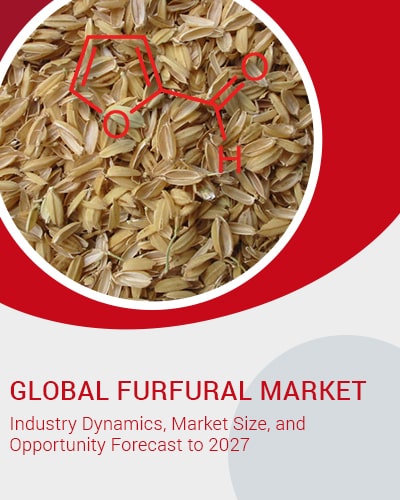 O
O
H
GLOBAL FURFURAL MARKET
Industry Dynamics, Market Size, and
Opportunity Forecast to 2027